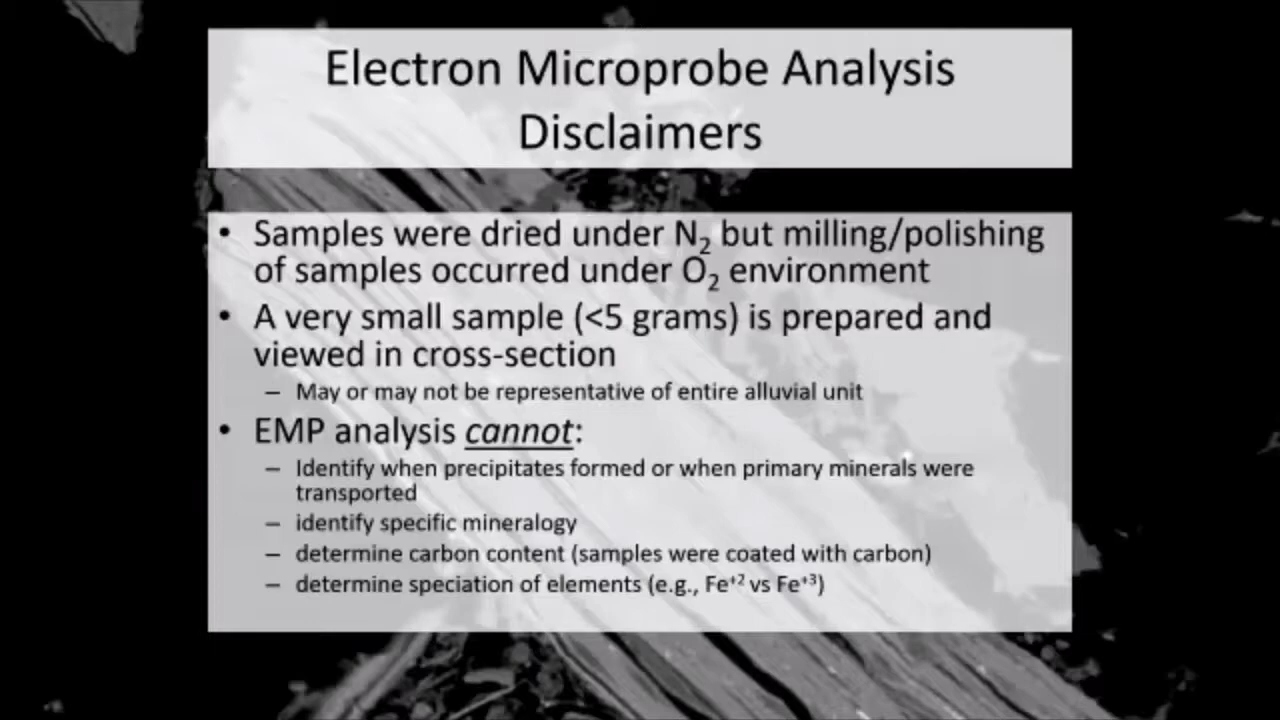 Electron Microprobe Analysis
Disclaimers
• Samples were dried under N₂ but milling/polishing
of samples occurred under O₂ environment
• A very small sample (<5 grams) is prepared and
viewed in cross-section
– May or may not be representative of entire alluvial unit
• EMP analysis cannot:
– Identify when precipitates formed or when primary minerals were
transported
– identify specific mineralogy
– determine carbon content (samples were coated with carbon)
– determine speciation of elements (e.g., Fe⁺² vs Fe⁺³)